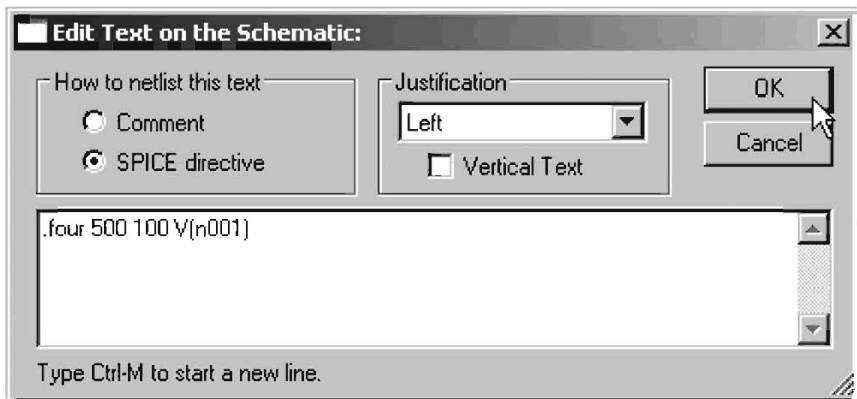 Edit Text on the Schematic:
How to netlist this text
Comment
SPICE directive
Justification
Left
Vertical Text
OK
Cancel
.four 500 100 V(n001)
Type Ctrl-M to start a new line.